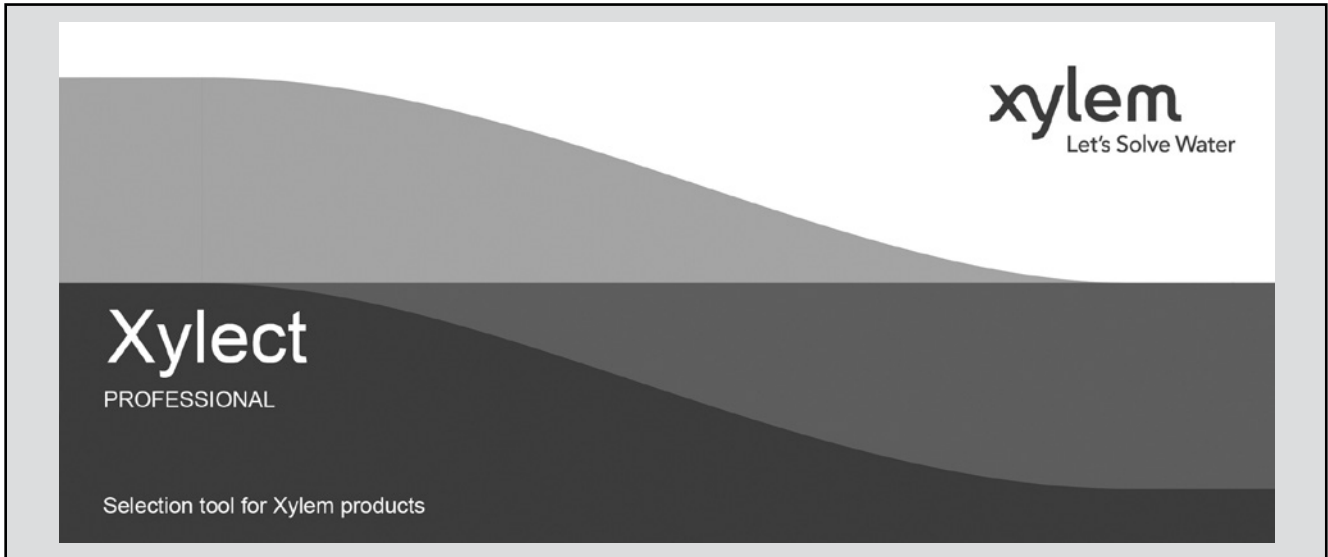 xylem
Let's Solve Water
Xylect
PROFESSIONAL
Selection tool for Xylem products